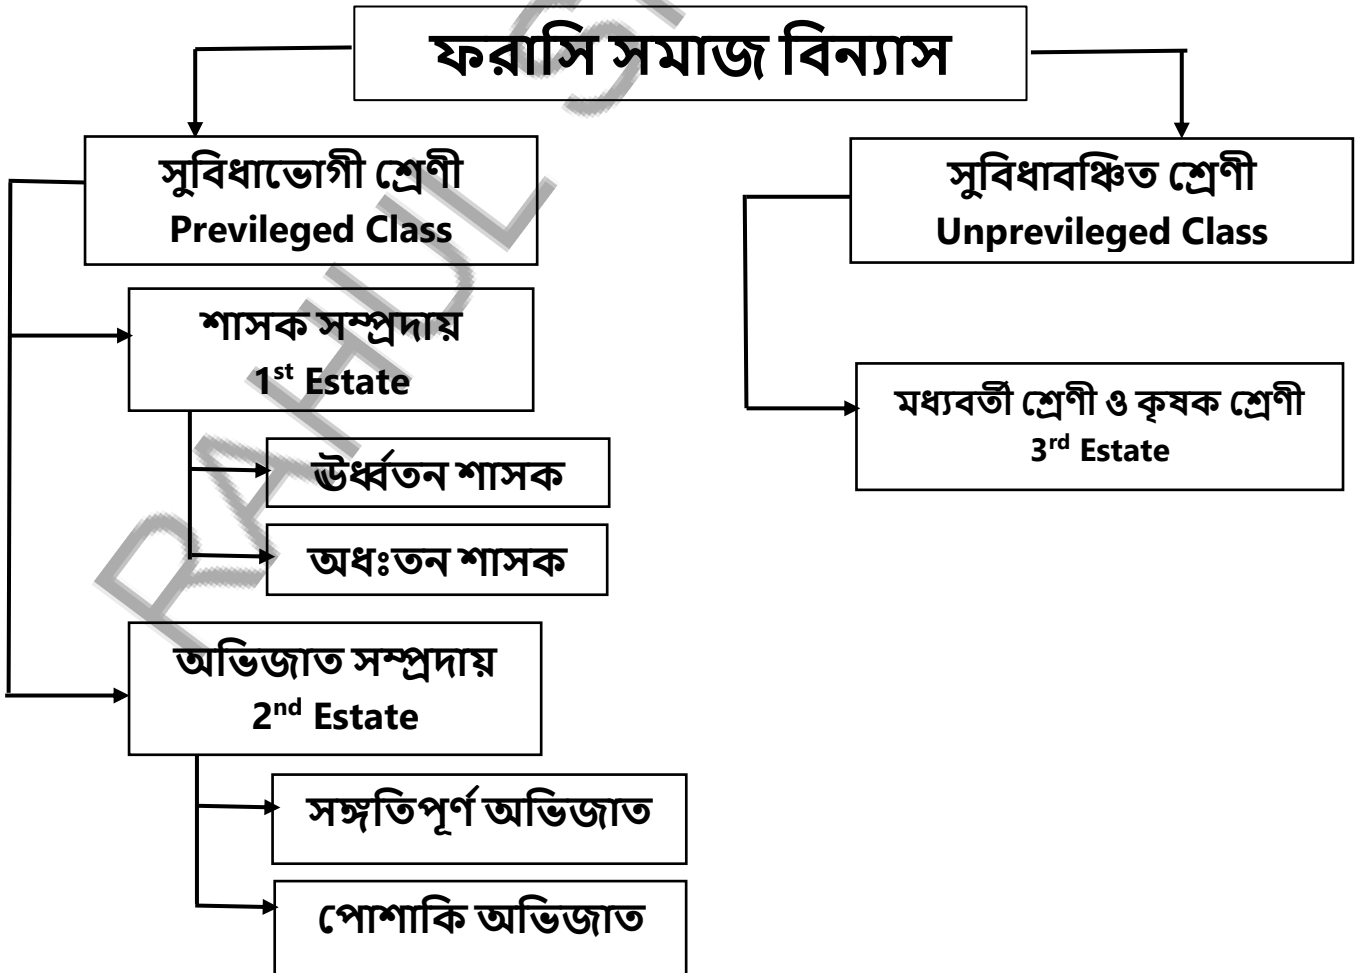 ফরাসি সমাজ বিন্যাস
সুবিধাভোগী শ্রেণী
Previleged Class
সুবিধাবঞ্চিত শ্রেণী
Unprevileged Class
শাসক সম্প্রদায়
1st Estate
ঊর্ধ্বতন শাসক
অধঃতন শাসক
মধ্যবর্তী শ্রেণী ও কৃষক শ্রেণী
3rd Estate
অভিজাত সম্প্রদায়
2nd Estate
সঙ্গতিপূর্ণ অভিজাত
পোশাকি অভিজাত
RAHUL